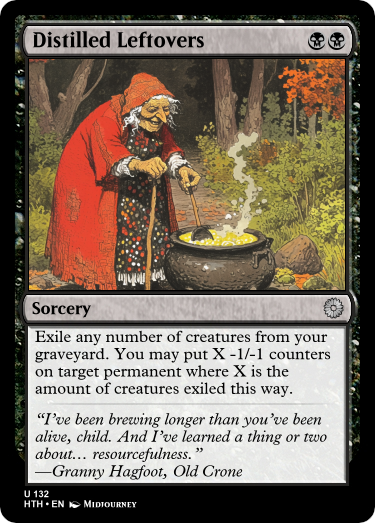 Distilled Leftovers
Sorcery
Exile any number of creatures from your
graveyard. You may put X -1/-1 counters
on target permanent where X is the
amount of creatures exiled this way.
“I’ve been brewing longer than you’ve been
alive, child. And I’ve learned a thing or two
about… resourcefulness.”
—Granny Hagfoot, Old Crone
U 132
HTH • EN Midjourney